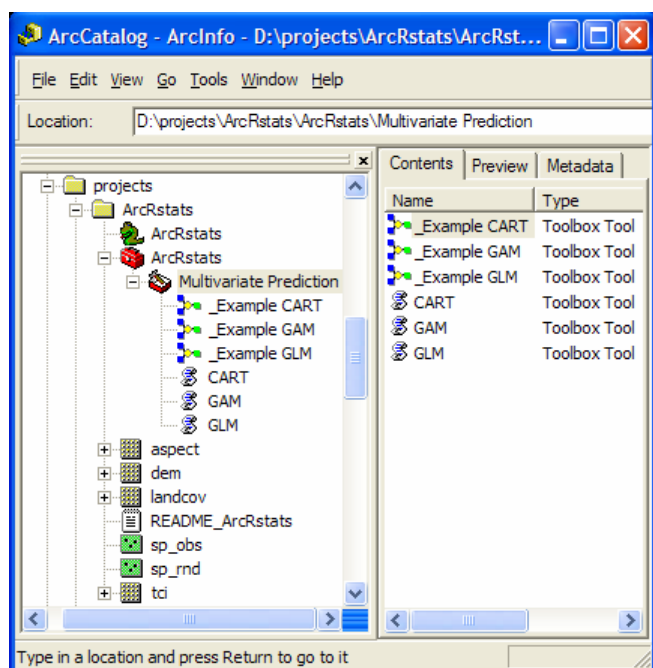 ArcCatalog - ArcInfo - D:\projects\ArcRstats\ArcRst...
File Edit View Go Tools Window Help
Location: D:\projects\ArcRstats\ArcRstats\Multivariate Prediction
projects
ArcRstats
ArcRstats
ArcRstats
Multivariate Prediction
_Example CART
_Example GAM
_Example GLM
CART
GAM
GLM
aspect
dem
landcov
README_ArcRstats
sp_obs
sp_rnd
tci
Contents Preview Metadata
Name Type
_Example CART Toolbox Tool
_Example GAM Toolbox Tool
_Example GLM Toolbox Tool
CART Toolbox Tool
GAM Toolbox Tool
GLM Toolbox Tool
Type in a location and press Return to go to it